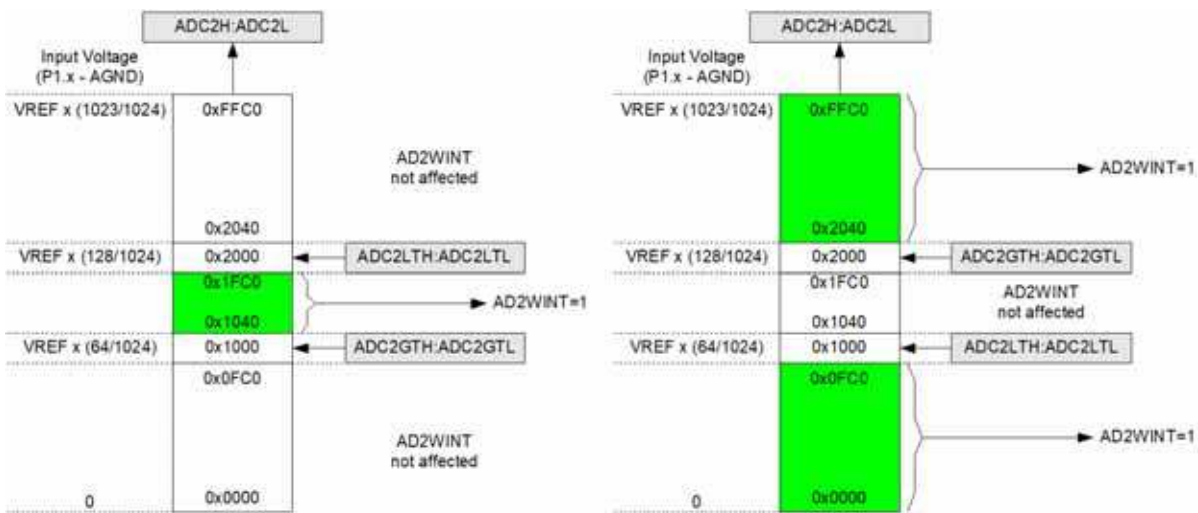 ADC2H:ADC2L
Input Voltage
(P1.x - AGND)
VREF x (1023/1024)
0xFFC0
AD2WINT
not affected
0x2040
VREF x (128/1024)
0x2000
ADC2LTH:ADC2LTL
0x1FC0
AD2WINT=1
0x1040
VREF x (64/1024)
0x1000
ADC2GTH:ADC2GTL
0x0FC0
AD2WINT
not affected
0
0x0000
ADC2H:ADC2L
Input Voltage
(P1.x - AGND)
VREF x (1023/1024)
0xFFC0
AD2WINT=1
0x2040
VREF x (128/1024)
0x2000
ADC2GTH:ADC2GTL
0x1FC0
AD2WINT
not affected
0x1040
VREF x (64/1024)
0x1000
ADC2LTH:ADC2LTL
0x0FC0
AD2WINT=1
0
0x0000